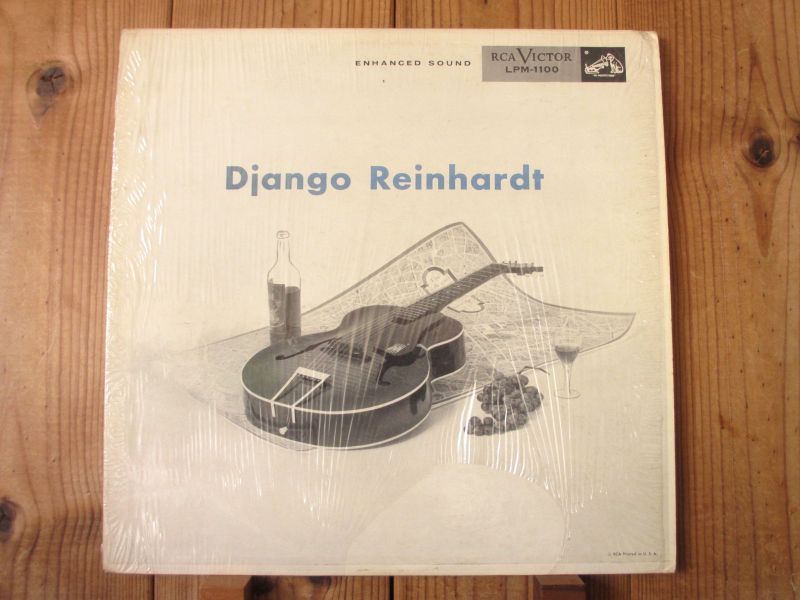 ENHANCED SOUND
RCA VICTOR
LPM-1100
Django Reinhardt